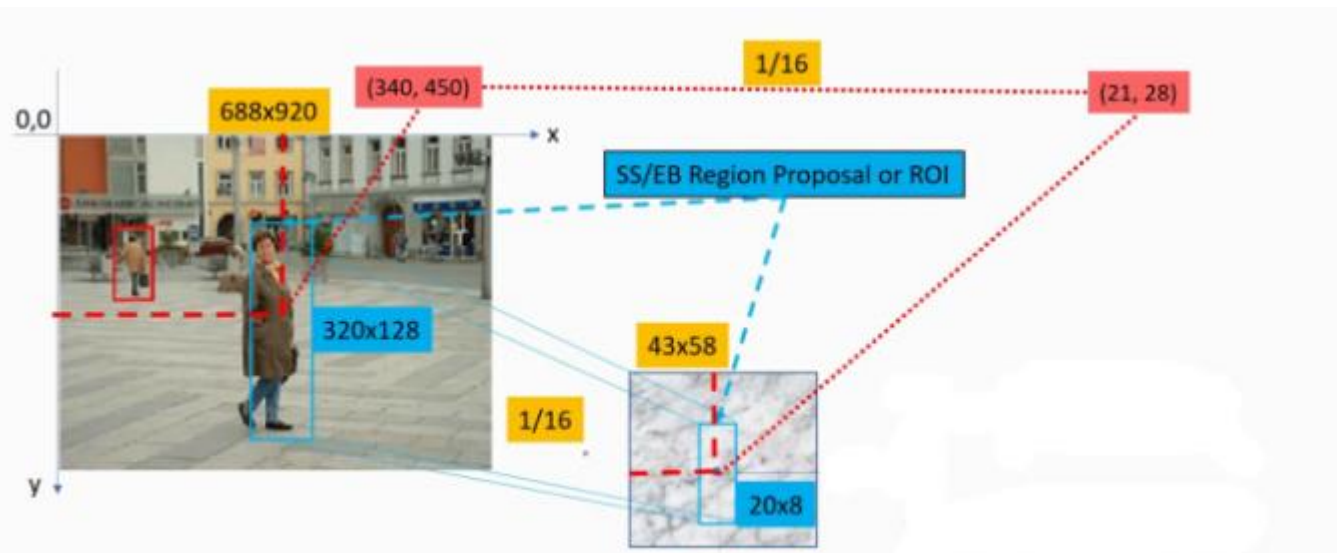 1/16
(340, 450)
(21, 28)
688x920
0,0
x
SS/EB Region Proposal or ROI
320x128
43x58
1/16
y
20x8